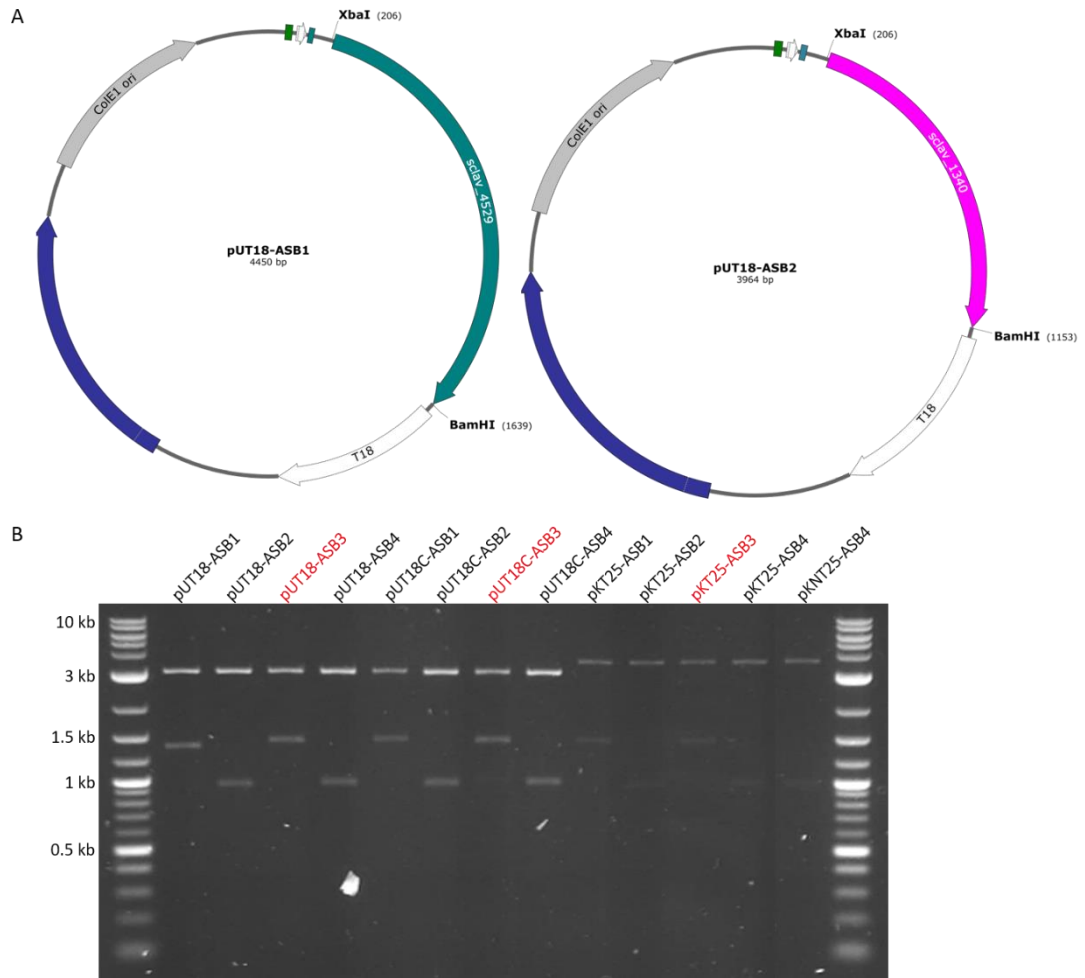 A
XbaI (206)
ColE1 ori
sclav_4529
pUT18-ASB1
4450 bp
BamHI (1639)
T18
XbaI (206)
ColE1 ori
sclav_1340
pUT18-ASB2
3964 bp
BamHI (1153)
T18
B
pUT18-ASB1
pUT18-ASB2
pUT18-ASB3
pUT18-ASB4
pUT18C-ASB1
pUT18C-ASB2
pUT18C-ASB3
pUT18C-ASB4
pKT25-ASB1
pKT25-ASB2
pKT25-ASB3
pKT25-ASB4
pKNT25-ASB4
10 kb
3 kb
1.5 kb
1 kb
0.5 kb